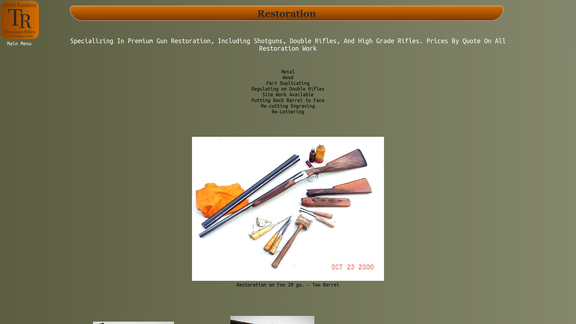 TR
Main Menu
Restoration
Specializing In Premium Gun Restoration, Including Shotguns, Double Rifles, And High Grade Rifles. Prices By Quote On All
Restoration Work
Metal
Wood
Part Duplicating
Regulating on Double Rifles
Site Work Available
Putting Back Barrel to Face
Re-cutting Engraving
Re-Lettering
OCT 23 2000
Restoration on Fox 20 ga. - Two Barrel